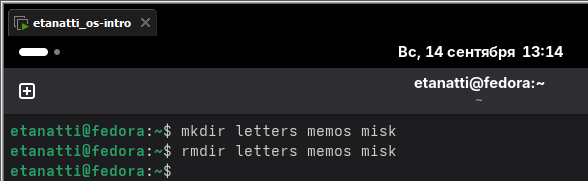 etanatti_os-intro
Вс, 14 сентября 13:14
etanatti@fedora:~
~
etanatti@fedora:~$ mkdir letters memos misk
etanatti@fedora:~$ rmdir letters memos misk
etanatti@fedora:~$